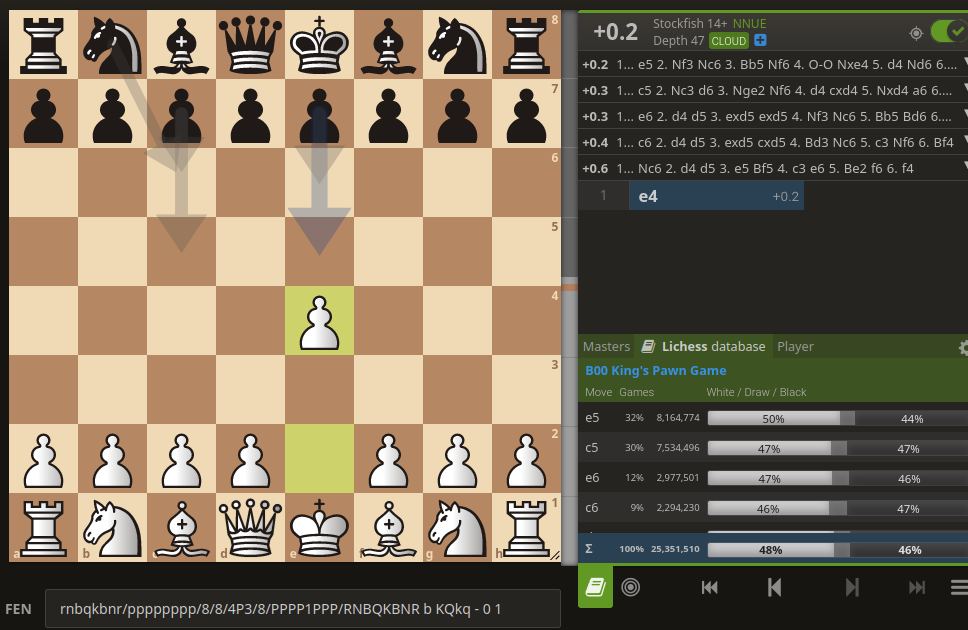 8
7
6
5
4
3
2
1
a b c d e f g h
FEN rnbqkbnr/pppppppp/8/8/4P3/8/PPPP1PPP/RNBQKBNR b KQkq - 0 1
+0.2 Stockfish 14+ NNUE
Depth 47 CLOUD
+0.2 1... e5 2. Nf3 Nc6 3. Bb5 Nf6 4. O-O Nxe4 5. d4 Nd6 6....
+0.3 1... c5 2. Nc3 d6 3. Nge2 Nf6 4. d4 cxd4 5. Nxd4 a6 6....
+0.3 1... e6 2. d4 d5 3. exd5 exd5 4. Nf3 Nc6 5. Bb5 Bd6 6....
+0.4 1... c6 2. d4 d5 3. exd5 cxd5 4. Bd3 Nc6 5. c3 Nf6 6. Bf4
+0.6 1... Nc6 2. d4 d5 3. e5 Bf5 4. c3 e6 5. Be2 f6 6. f4
1 e4 +0.2
Masters Lichess database Player
B00 King's Pawn Game
Move Games White / Draw / Black
e5 32% 8,164,774 50% 44%
c5 30% 7,534,496 47% 47%
e6 12% 2,977,501 47% 46%
c6 9% 2,294,230 46% 47%
Σ 100% 25,351,510 48% 46%